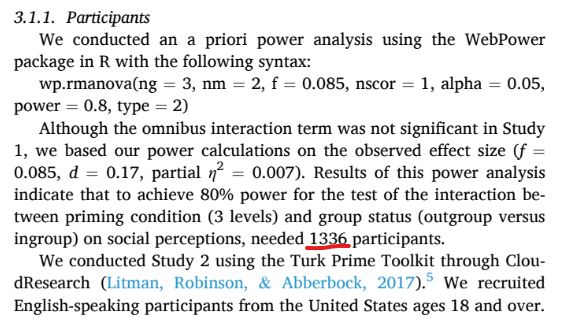 3.1.1. Participants
We conducted an a priori power analysis using the WebPower
package in R with the following syntax:
wp.rmanova(ng = 3, nm = 2, f = 0.085, nscor = 1, alpha = 0.05,
power = 0.8, type = 2)
Although the omnibus interaction term was not significant in Study
1, we based our power calculations on the observed effect size (f =
0.085, d = 0.17, partial η² = 0.007). Results of this power analysis
indicate that to achieve 80% power for the test of the interaction be-
tween priming condition (3 levels) and group status (outgroup versus
ingroup) on social perceptions, needed 1336 participants.
We conducted Study 2 using the Turk Prime Toolkit through Clou-
dResearch (Litman, Robinson, & Abberbock, 2017).⁵ We recruited
English-speaking participants from the United States ages 18 and over.